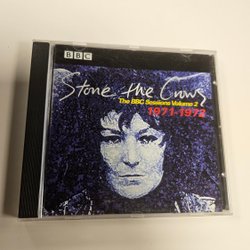 BBC
Stone the Crows
The BBC Sessions Volume 2
1971-1972